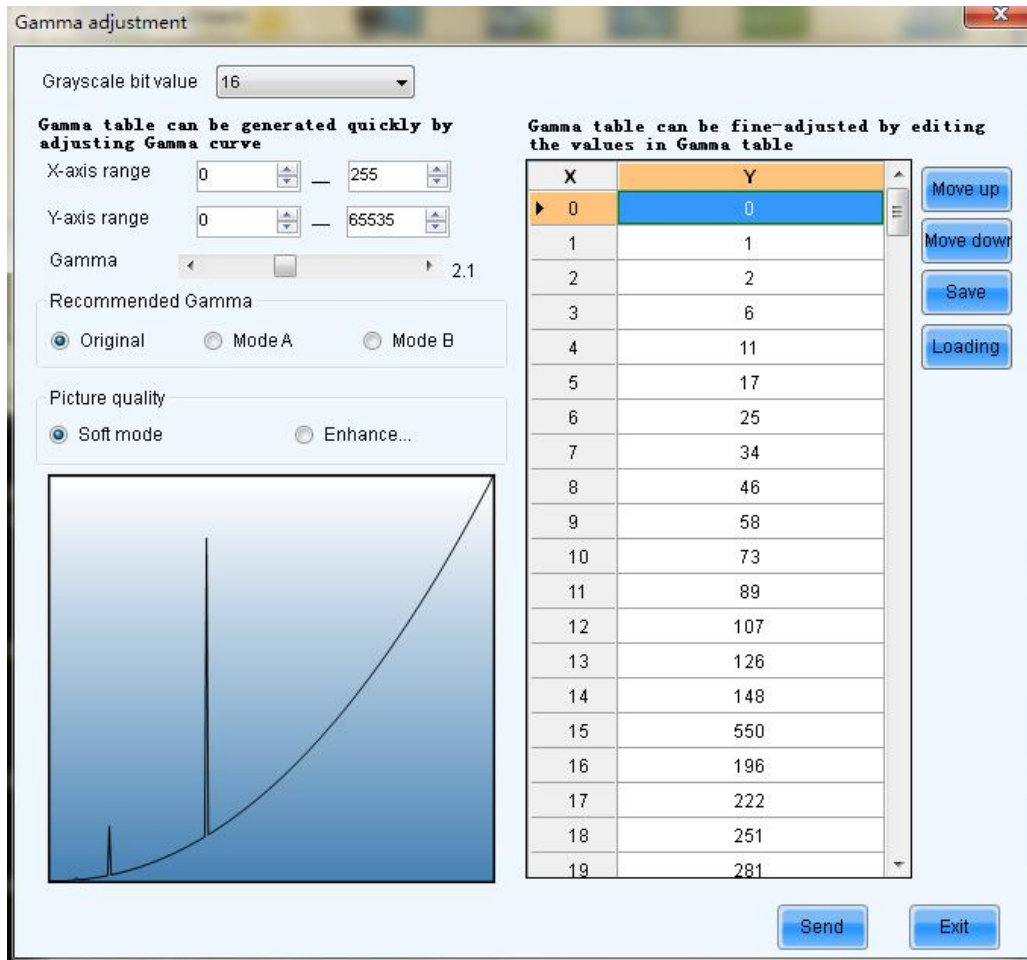 Gamma adjustment
Grayscale bit value 16
Gamma table can be generated quickly by
adjusting Gamma curve
X-axis range 0 — 255
Y-axis range 0 — 65535
Gamma 2.1
Recommended Gamma
Original Mode A Mode B
Picture quality
Soft mode Enhance...
Gamma table can be fine-adjusted by editing
the values in Gamma table
X Y
0 0
1 1
2 2
3 6
4 11
5 17
6 25
7 34
8 46
9 58
10 73
11 89
12 107
13 126
14 148
15 550
16 196
17 222
18 251
19 281
Move up
Move down
Save
Loading
Send Exit